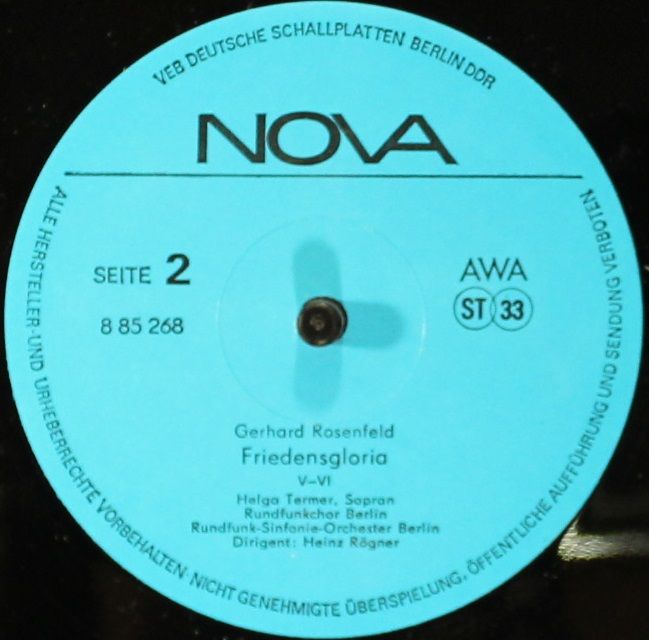 VEB DEUTSCHE SCHALLPLATTEN BERLIN DDR
NOVA
SEITE 2
8 85 268
AWA
ST 33
Gerhard Rosenfeld
Friedensgloria
V–VI
Helga Termer, Sopran
Rundfunkchor Berlin
Rundfunk-Sinfonie-Orchester Berlin
Dirigent: Heinz Rögner
ALLE HERSTELLER- UND URHEBERRECHTE VORBEHALTEN · NICHT GENEHMIGTE ÜBERSPIELUNG, ÖFFENTLICHE AUFFÜHRUNG UND SENDUNG VERBOTEN